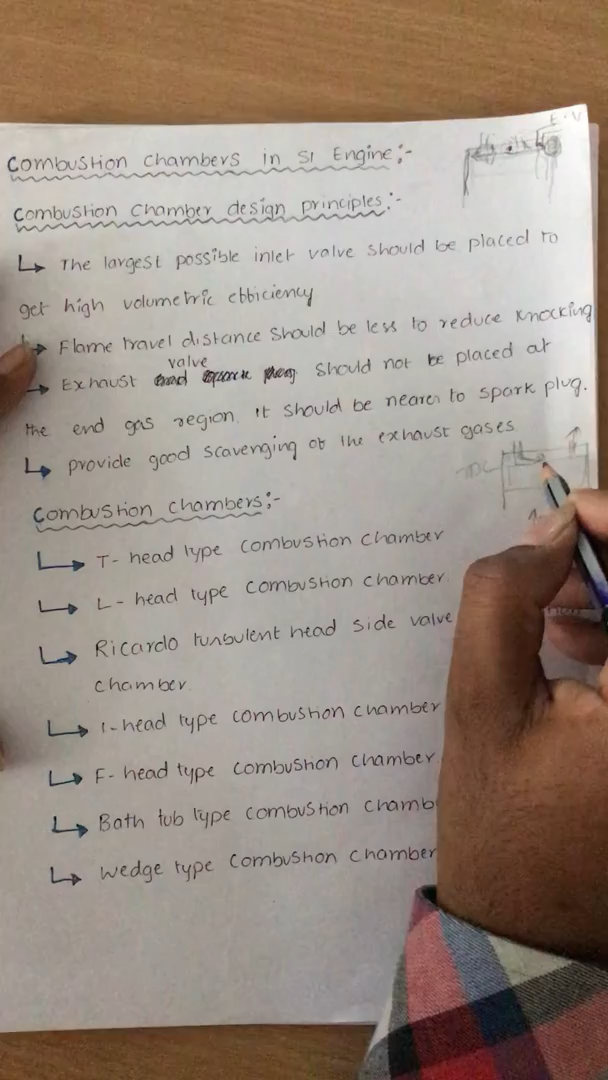 E.V
Combustion Chambers in SI Engine:-
Combustion Chamber design principles:-
↳ The largest possible inlet valve should be placed to
get high volumetric efficiency
↳ Flame travel distance should be less to reduce knocking
valve
→ Exhaust should not be placed at
the end gas region. it should be nearer to spark plug.
↳ provide good scavenging of the exhaust gases
TDC
Combustion chambers:-
↳ T- head type combustion chamber
↳ L- head type combustion chamber.
↳ Ricardo turbulent head side valve
chamber.
↳ I-head type combustion chamber
↳ F- head type combustion chamber.
↳ Bath tub type combustion chamb
↳ Wedge type combustion chamber